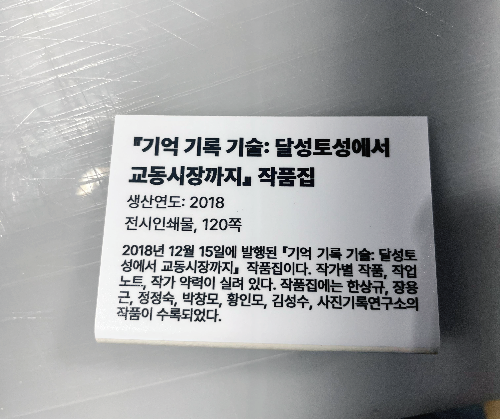 『기억 기록 기술: 달성토성에서
교동시장까지』 작품집
생산연도: 2018
전시인쇄물, 120쪽
2018년 12월 15일에 발행된 『기억 기록 기술: 달성토
성에서 교동시장까지』 작품집이다. 작가별 작품, 작업
노트, 작가 약력이 실려 있다. 작품집에는 한상규, 장용
근, 정정숙, 박창모, 황인모, 김성수, 사진기록연구소의
작품이 수록되었다.